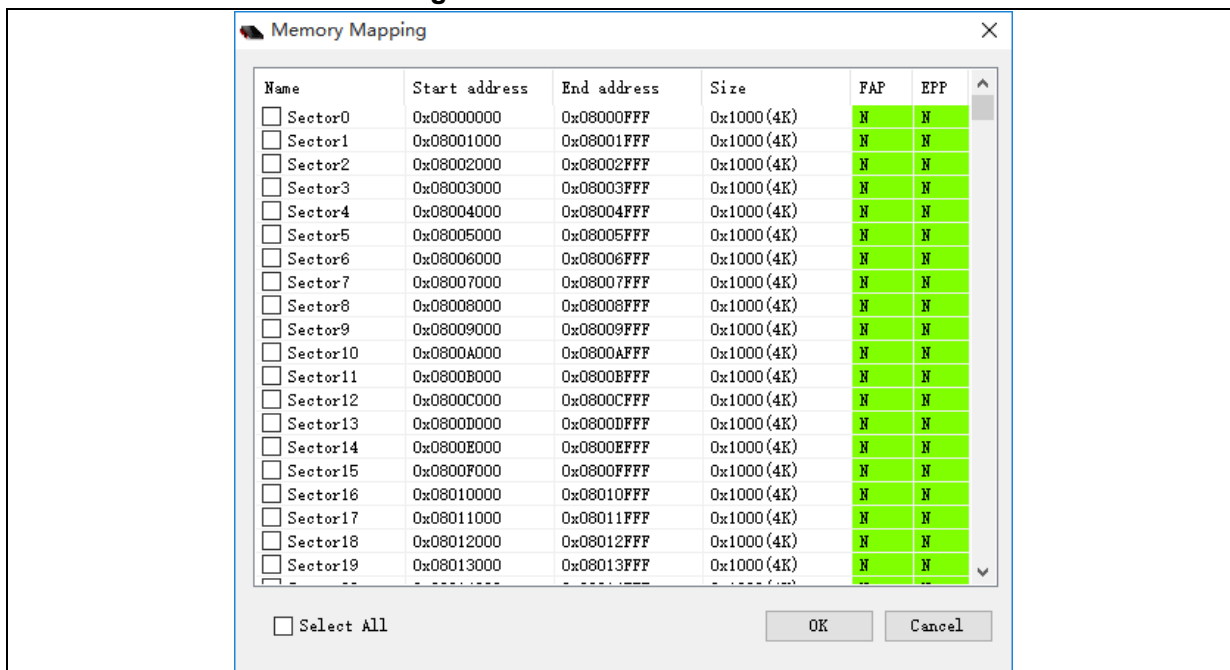 Memory Mapping
Name Start address End address Size FAP EPP
Sector0 0x08000000 0x08000FFF 0x1000(4K) N N
Sector1 0x08001000 0x08001FFF 0x1000(4K) N N
Sector2 0x08002000 0x08002FFF 0x1000(4K) N N
Sector3 0x08003000 0x08003FFF 0x1000(4K) N N
Sector4 0x08004000 0x08004FFF 0x1000(4K) N N
Sector5 0x08005000 0x08005FFF 0x1000(4K) N N
Sector6 0x08006000 0x08006FFF 0x1000(4K) N N
Sector7 0x08007000 0x08007FFF 0x1000(4K) N N
Sector8 0x08008000 0x08008FFF 0x1000(4K) N N
Sector9 0x08009000 0x08009FFF 0x1000(4K) N N
Sector10 0x0800A000 0x0800AFFF 0x1000(4K) N N
Sector11 0x0800B000 0x0800BFFF 0x1000(4K) N N
Sector12 0x0800C000 0x0800CFFF 0x1000(4K) N N
Sector13 0x0800D000 0x0800DFFF 0x1000(4K) N N
Sector14 0x0800E000 0x0800EFFF 0x1000(4K) N N
Sector15 0x0800F000 0x0800FFFF 0x1000(4K) N N
Sector16 0x08010000 0x08010FFF 0x1000(4K) N N
Sector17 0x08011000 0x08011FFF 0x1000(4K) N N
Sector18 0x08012000 0x08012FFF 0x1000(4K) N N
Sector19 0x08013000 0x08013FFF 0x1000(4K) N N
Select All OK Cancel